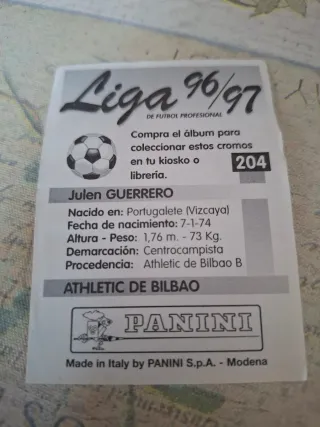 Liga 96/97
DE FUTBOL PROFESIONAL
Compra el álbum para
coleccionar estos cromos
en tu kiosko o
libreria.
204
Julen GUERRERO
Nacido en: Portugalete (Vizcaya)
Fecha de nacimiento: 7-1-74
Altura - Peso: 1,76 m. - 73 Kg.
Demarcación: Centrocampista
Procedencia: Athletic de Bilbao B
ATHLETIC DE BILBAO
PANINI
Made in Italy by PANINI S.p.A. - Modena